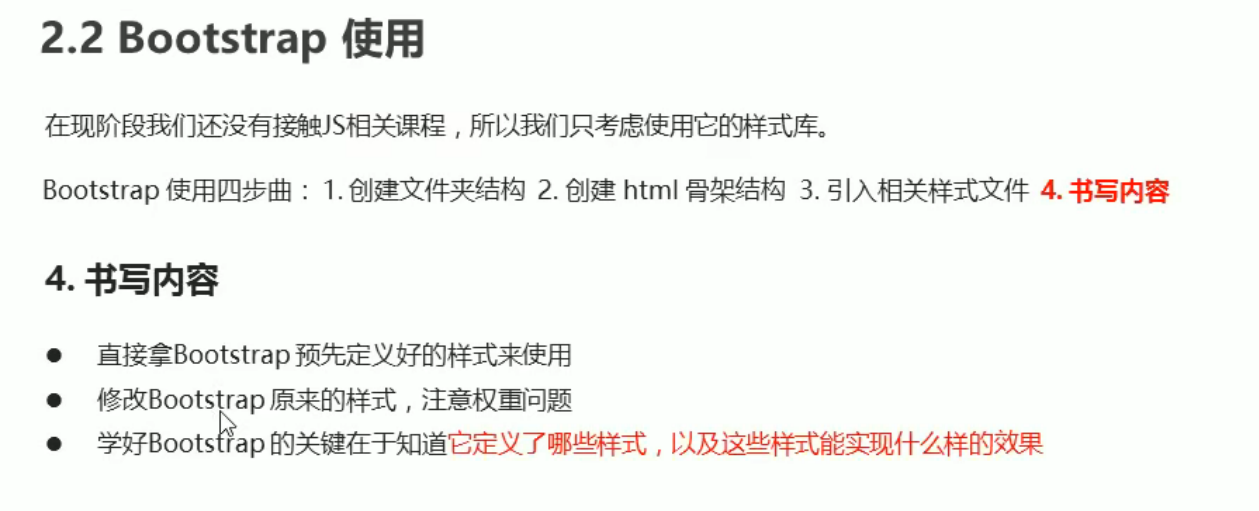 2.2 Bootstrap 使用
在现阶段我们还没有接触JS相关课程，所以我们只考虑使用它的样式库。
Bootstrap 使用四步曲： 1. 创建文件夹结构 2. 创建 html 骨架结构 3. 引入相关样式文件 4. 书写内容
4. 书写内容
● 直接拿Bootstrap 预先定义好的样式来使用
● 修改Bootstrap 原来的样式，注意权重问题
● 学好Bootstrap 的关键在于知道它定义了哪些样式，以及这些样式能实现什么样的效果